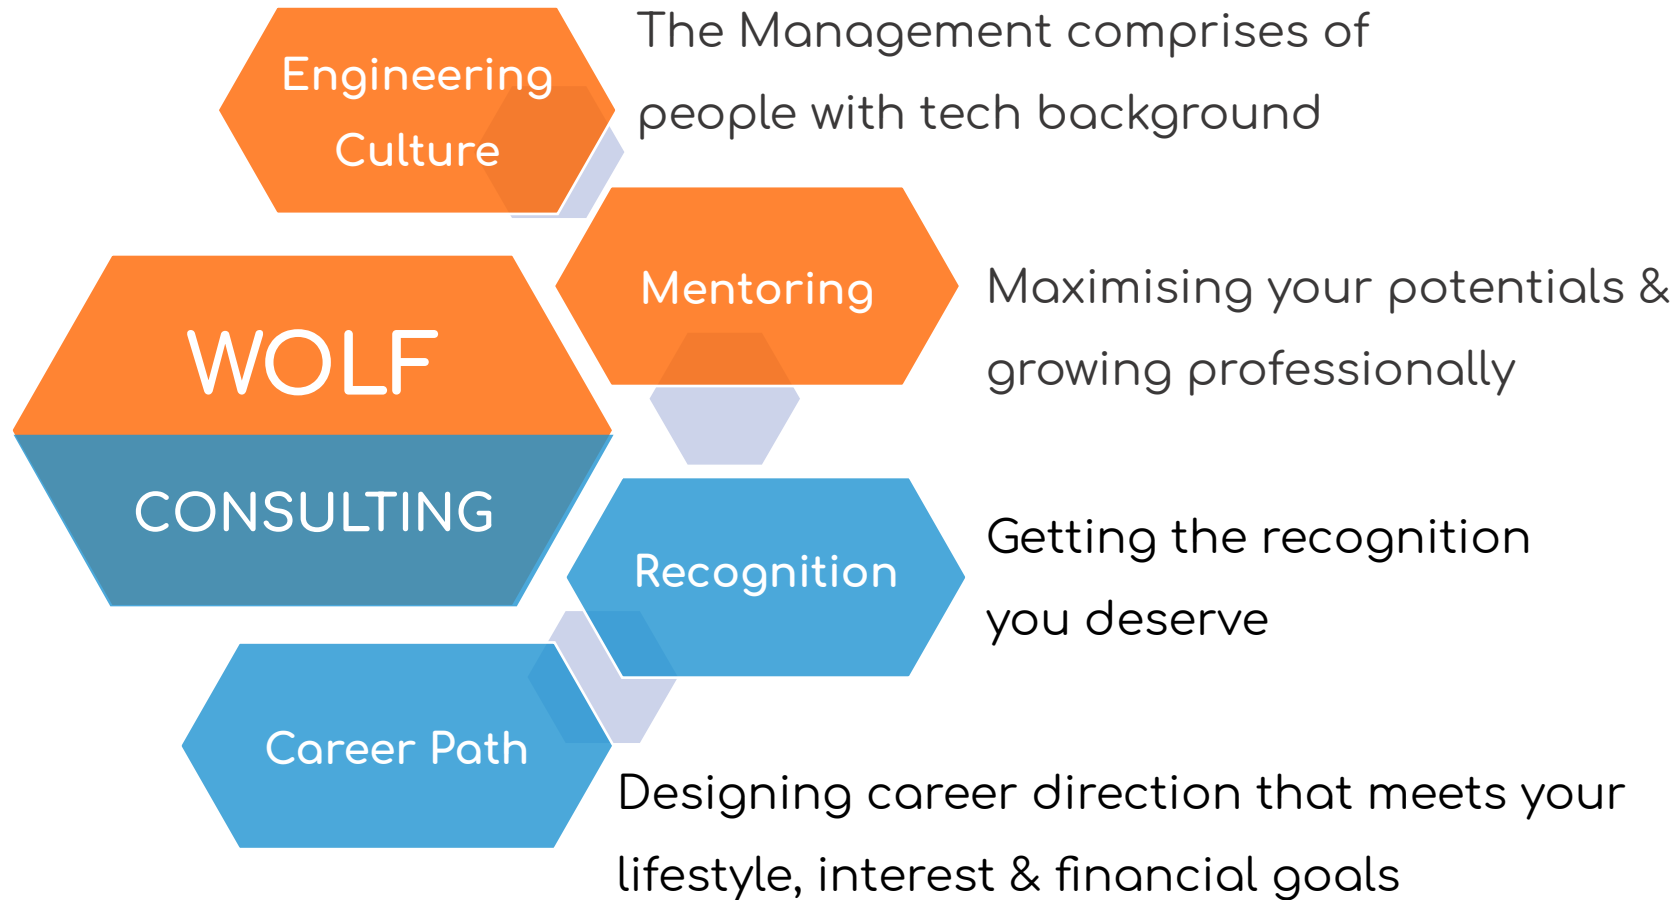 Engineering
Culture
The Management comprises of
people with tech background
Mentoring
Maximising your potentials &
growing professionally
WOLF
CONSULTING
Recognition
Getting the recognition
you deserve
Career Path
Designing career direction that meets your
lifestyle, interest & financial goals